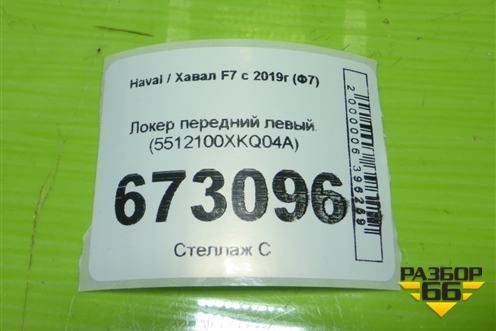 Haval / Хавал F7 с 2019г (Ф7)
Локер передний левый
(5512100XKQ04A)
673096
Стеллаж С
2000006396269
РАЗБОР
66